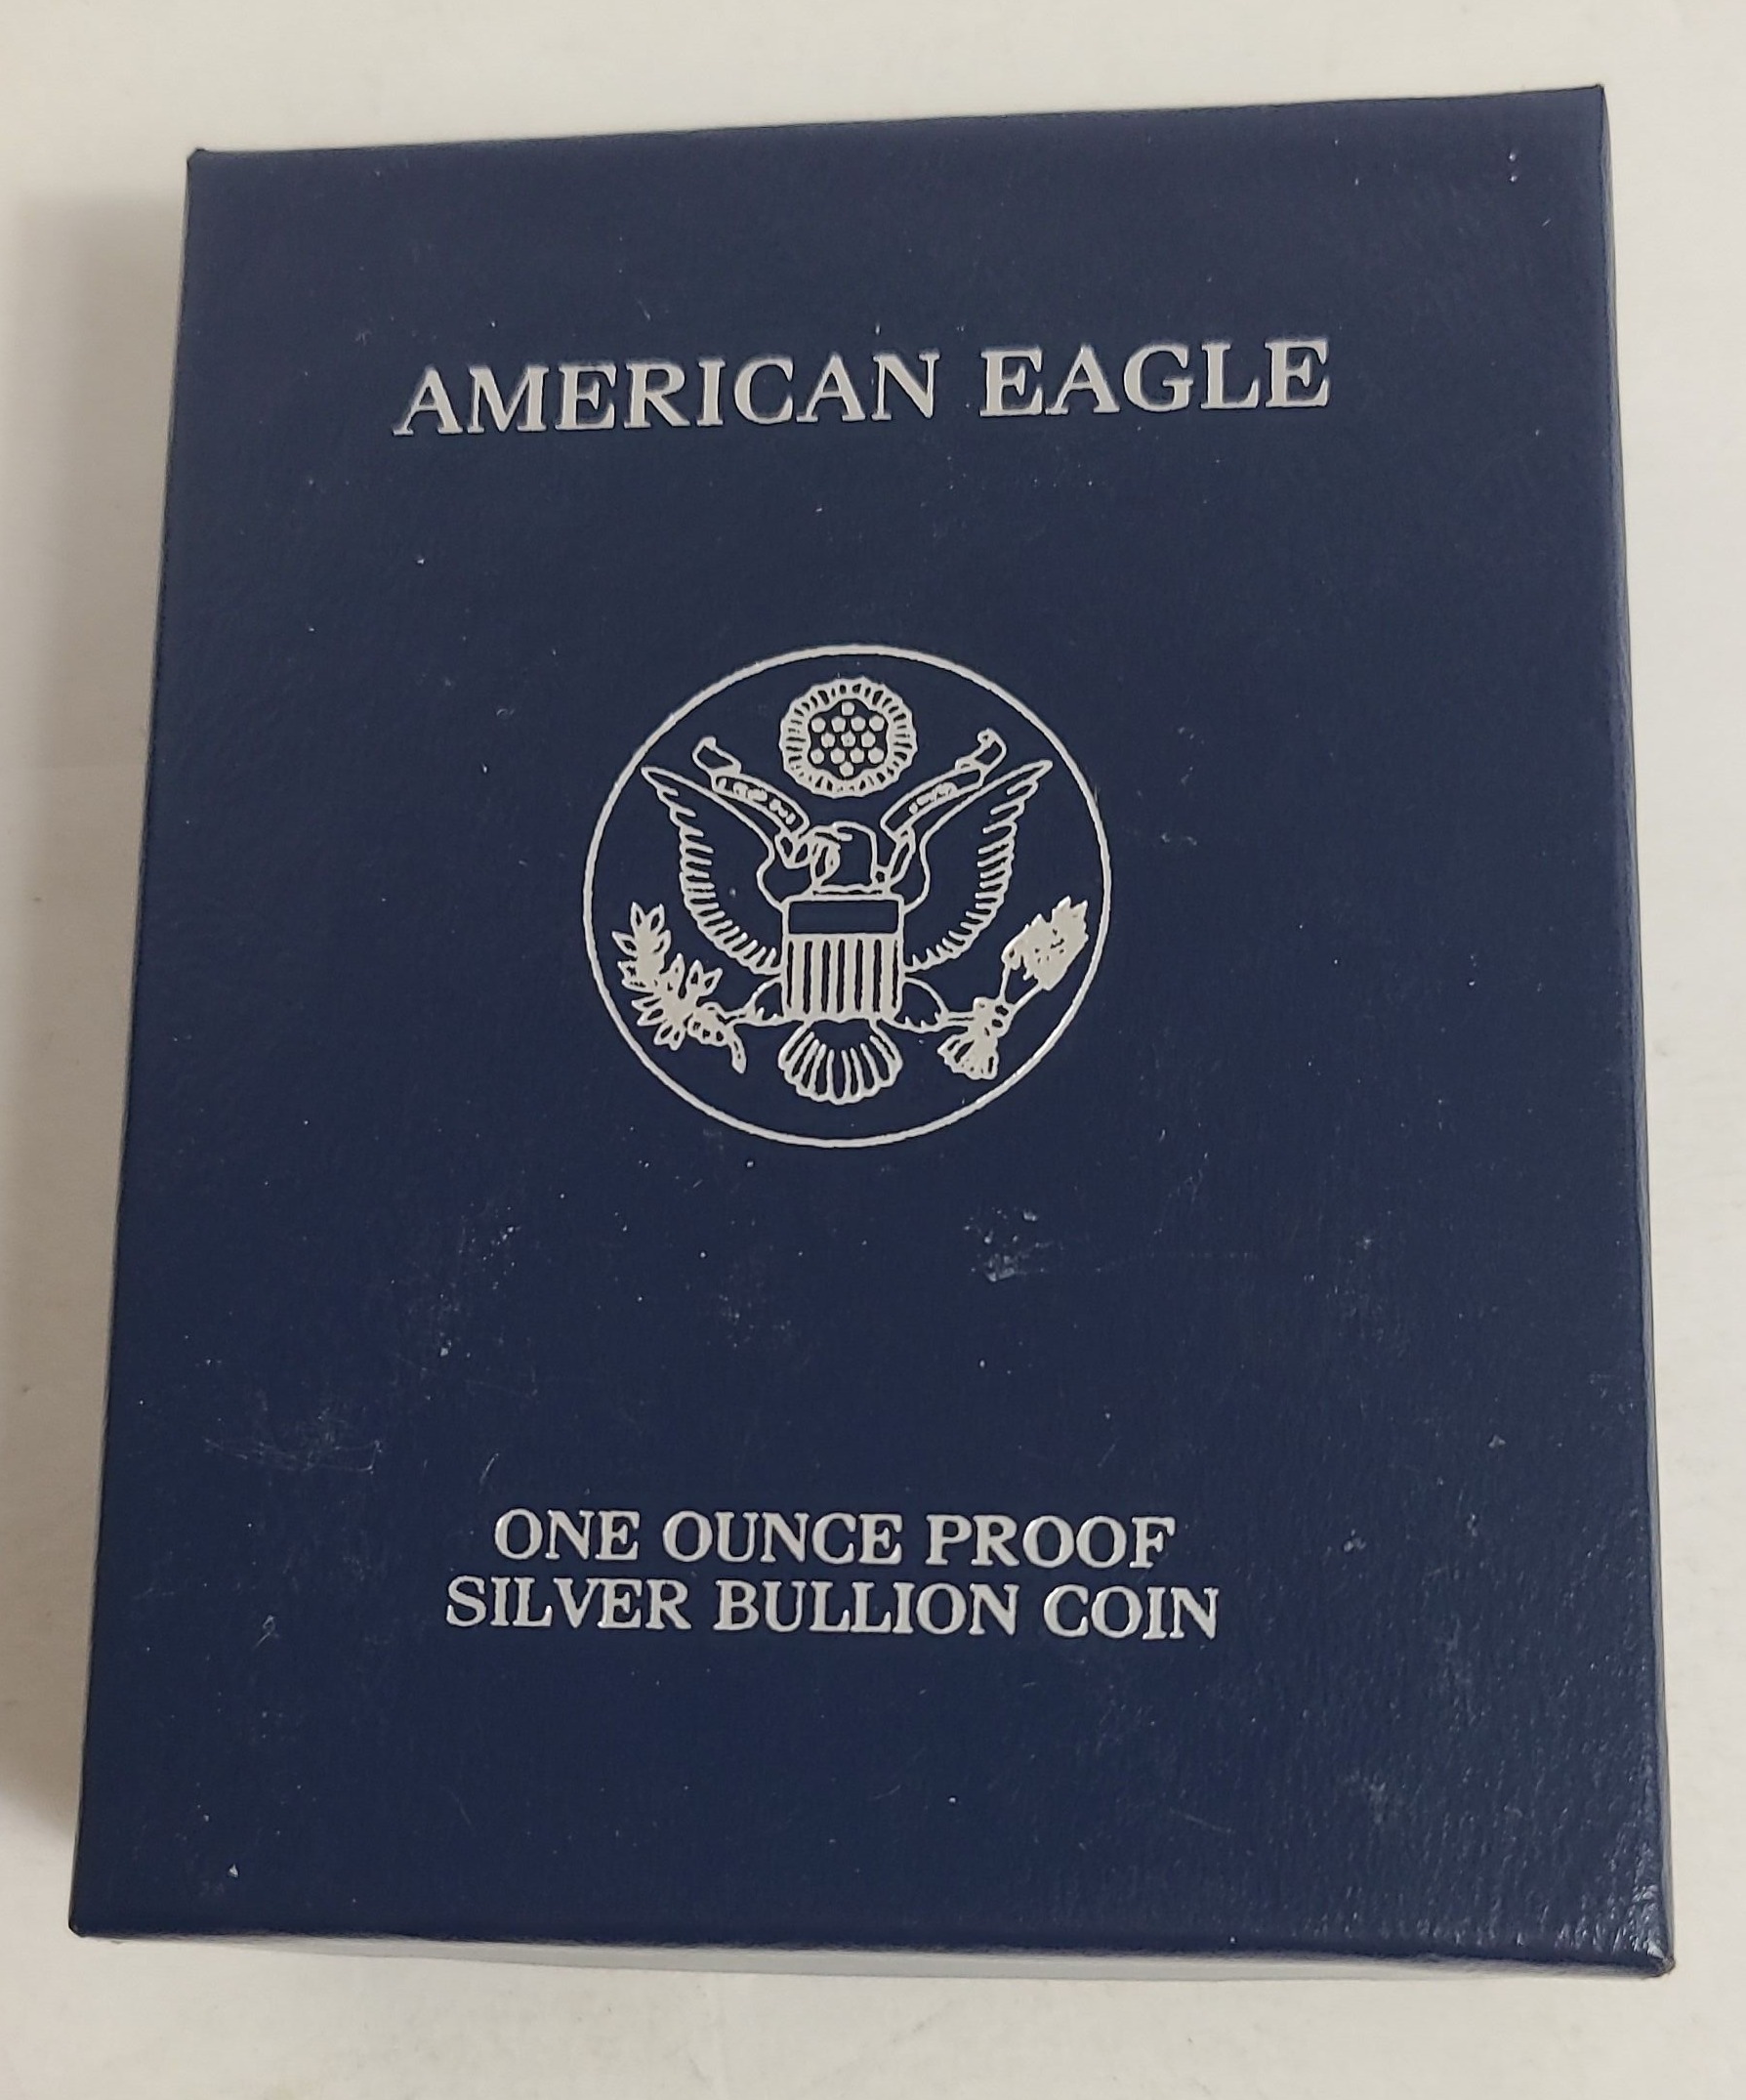 AMERICAN EAGLE
ONE OUNCE PROOF
SILVER BULLION COIN